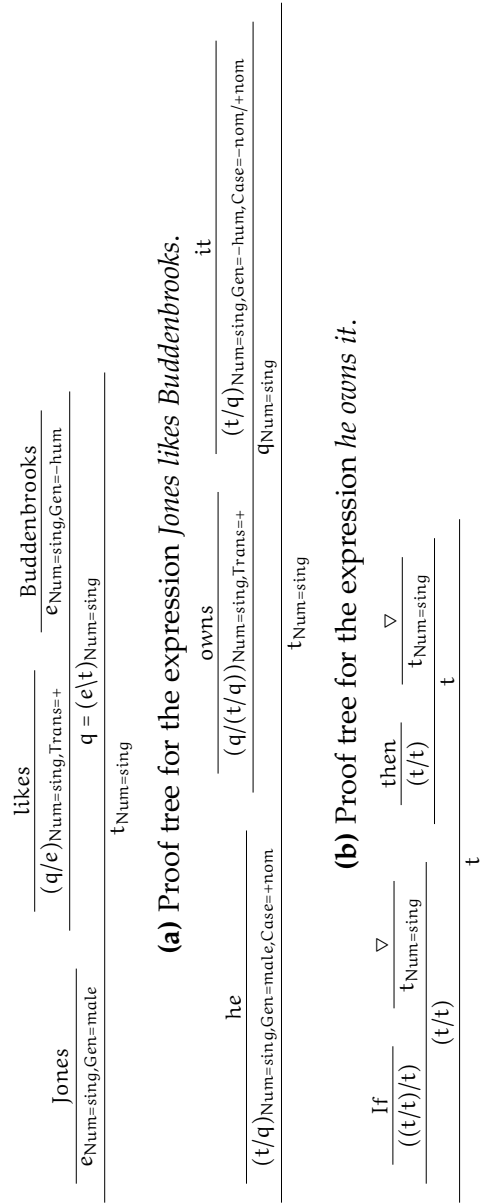 Jones likes Buddenbrooks
e_{Num=sing,Gen=male} (q/e)_{Num=sing,Trans=+} e_{Num=sing,Gen=−hum}
q = (e\t)_{Num=sing}
t_{Num=sing}
(a) Proof tree for the expression Jones likes Buddenbrooks.
he owns it
(t/q)_{Num=sing,Gen=male,Case=+nom} (q/(t/q))_{Num=sing,Trans=+} (t/q)_{Num=sing,Gen=−hum,Case=−nom/+nom}
q_{Num=sing}
t_{Num=sing}
(b) Proof tree for the expression he owns it.
If ▽ then ▽
((t/t)/t) t_{Num=sing} (t/t) t_{Num=sing}
(t/t) t
t